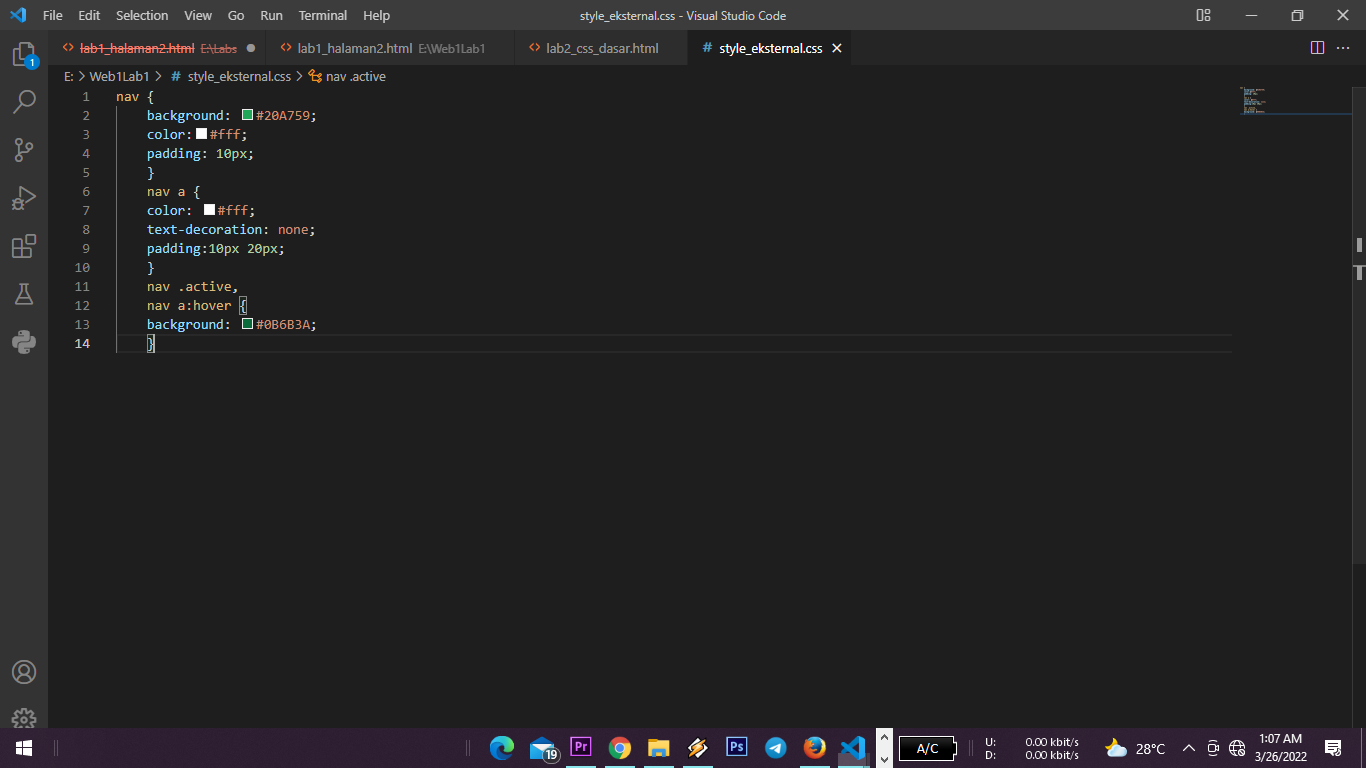 File Edit Selection View Go Run Terminal Help style_eksternal.css - Visual Studio Code
lab1_halaman2.html E:\Labs lab1_halaman2.html E:\Web1Lab1 lab2_css_dasar.html # style_eksternal.css
E: > Web1Lab1 > # style_eksternal.css > nav .active
1 nav {
2 background: #20A759;
3 color: #fff;
4 padding: 10px;
5 }
6 nav a {
7 color: #fff;
8 text-decoration: none;
9 padding:10px 20px;
10 }
11 nav .active,
12 nav a:hover {
13 background: #0B6B3A;
14 }
1
19
Pr
Ps
A/C
U: 0.00 kbit/s
D: 0.00 kbit/s
28°C
1:07 AM
3/26/2022